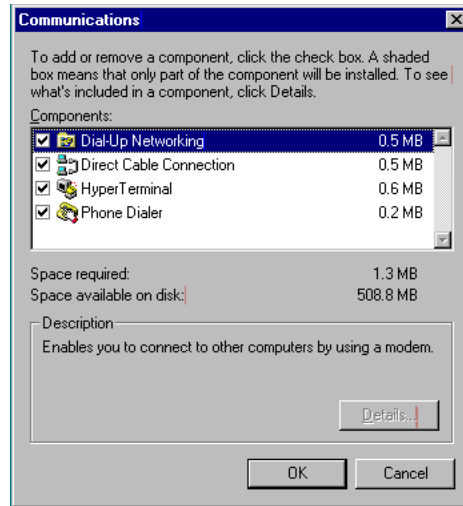 Communications
To add or remove a component, click the check box. A shaded
box means that only part of the component will be installed. To see
what's included in a component, click Details.
Components:
Dial-Up Networking 0.5 MB
Direct Cable Connection 0.5 MB
HyperTerminal 0.6 MB
Phone Dialer 0.2 MB
Space required: 1.3 MB
Space available on disk: 508.8 MB
Description
Enables you to connect to other computers by using a modem.
Details...
OK Cancel